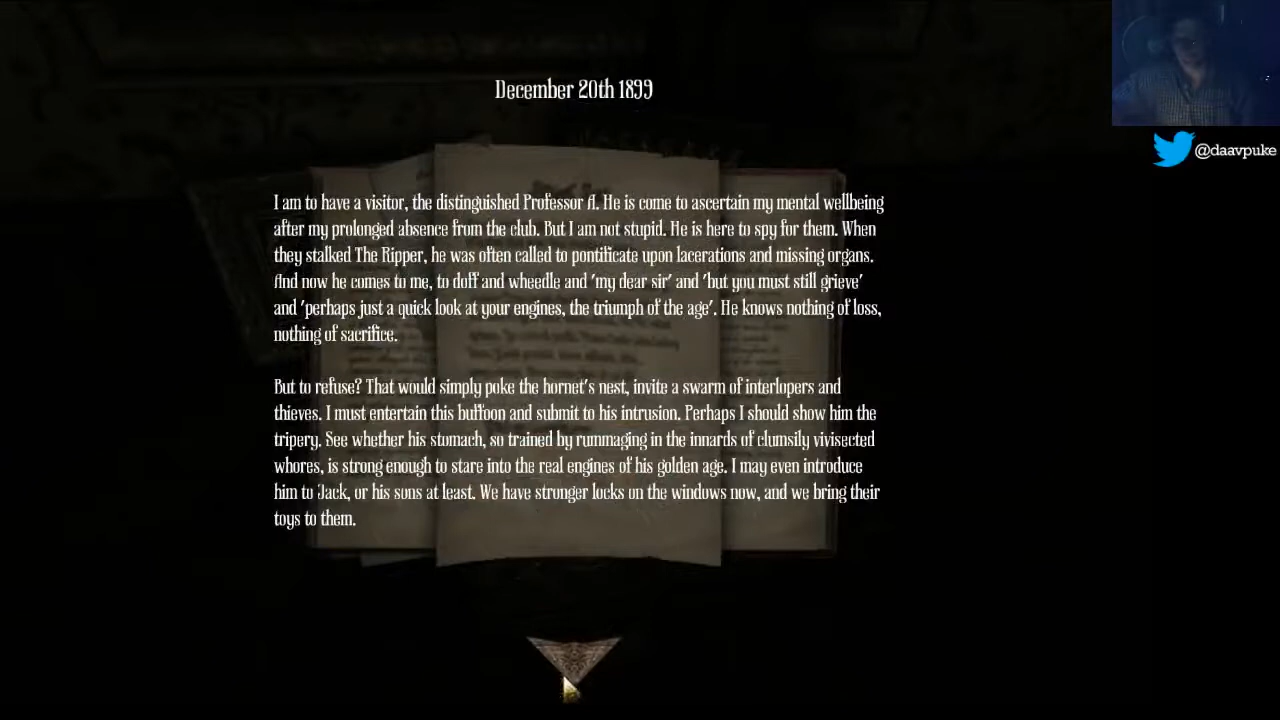 December 20th 1899
@daavpuke
I am to have a visitor, the distinguished Professor A. He is come to ascertain my mental wellbeing
after my prolonged absence from the club. But I am not stupid. He is here to spy for them. When
they stalked The Ripper, he was often called to pontificate upon lacerations and missing organs.
And now he comes to me, to doff and wheedle and 'my dear sir' and 'but you must still grieve'
and 'perhaps just a quick look at your engines, the triumph of the age'. He knows nothing of loss,
nothing of sacrifice.
But to refuse? That would simply poke the hornet's nest, invite a swarm of interlopers and
thieves. I must entertain this buffoon and submit to his intrusion. Perhaps I should show him the
tripery. See whether his stomach, so trained by rummaging in the innards of clumsily vivisected
whores, is strong enough to stare into the real engines of his golden age. I may even introduce
him to Jack, or his sons at least. We have stronger locks on the windows now, and we bring their
toys to them.